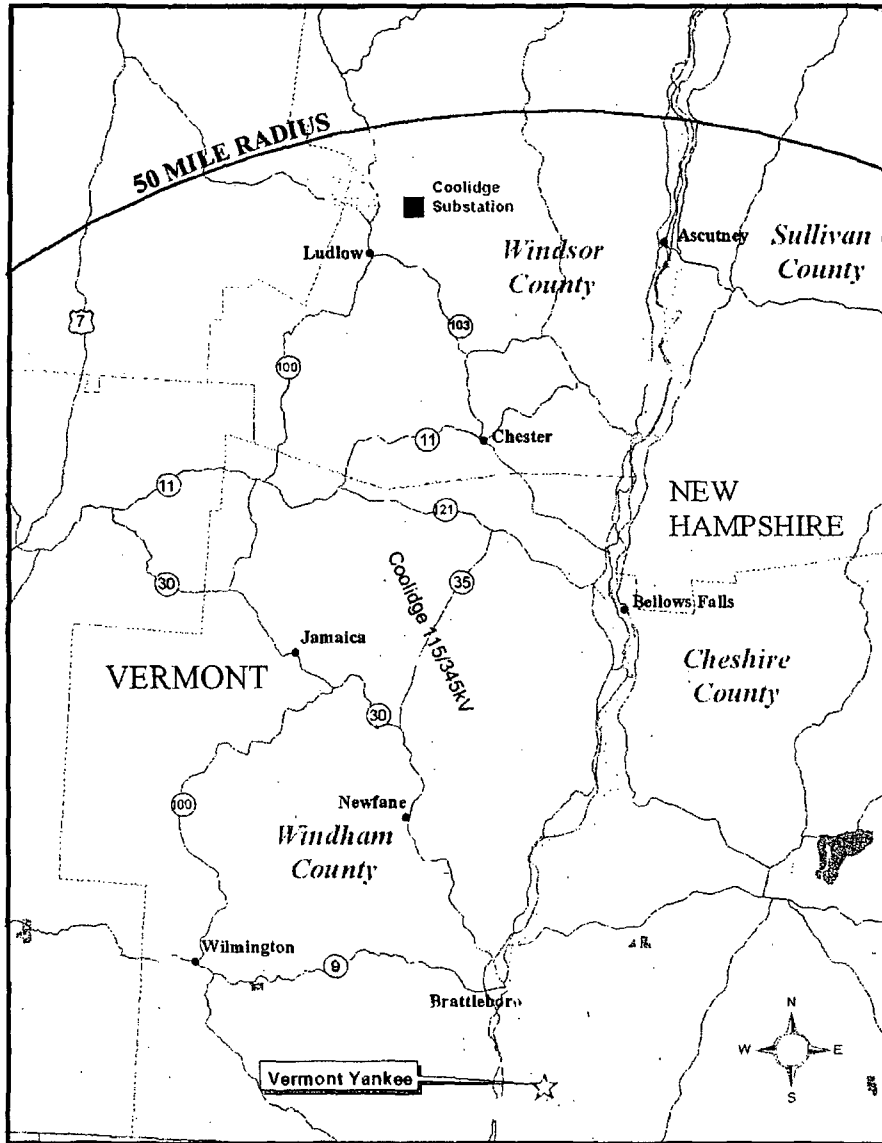 50 MILE RADIUS
Coolidge
Substation
Ludlow
Windsor
County
Ascutney
Sullivan
County
7
103
100
11
Chester
11
121
NEW
HAMPSHIRE
30
35
Coolidge 115/345kV
Bellows Falls
Jamaica
VERMONT
Cheshire
County
30
100
Newfane
Windham
County
Wilmington
9
Brattleboro
N
W
E
S
Vermont Yankee